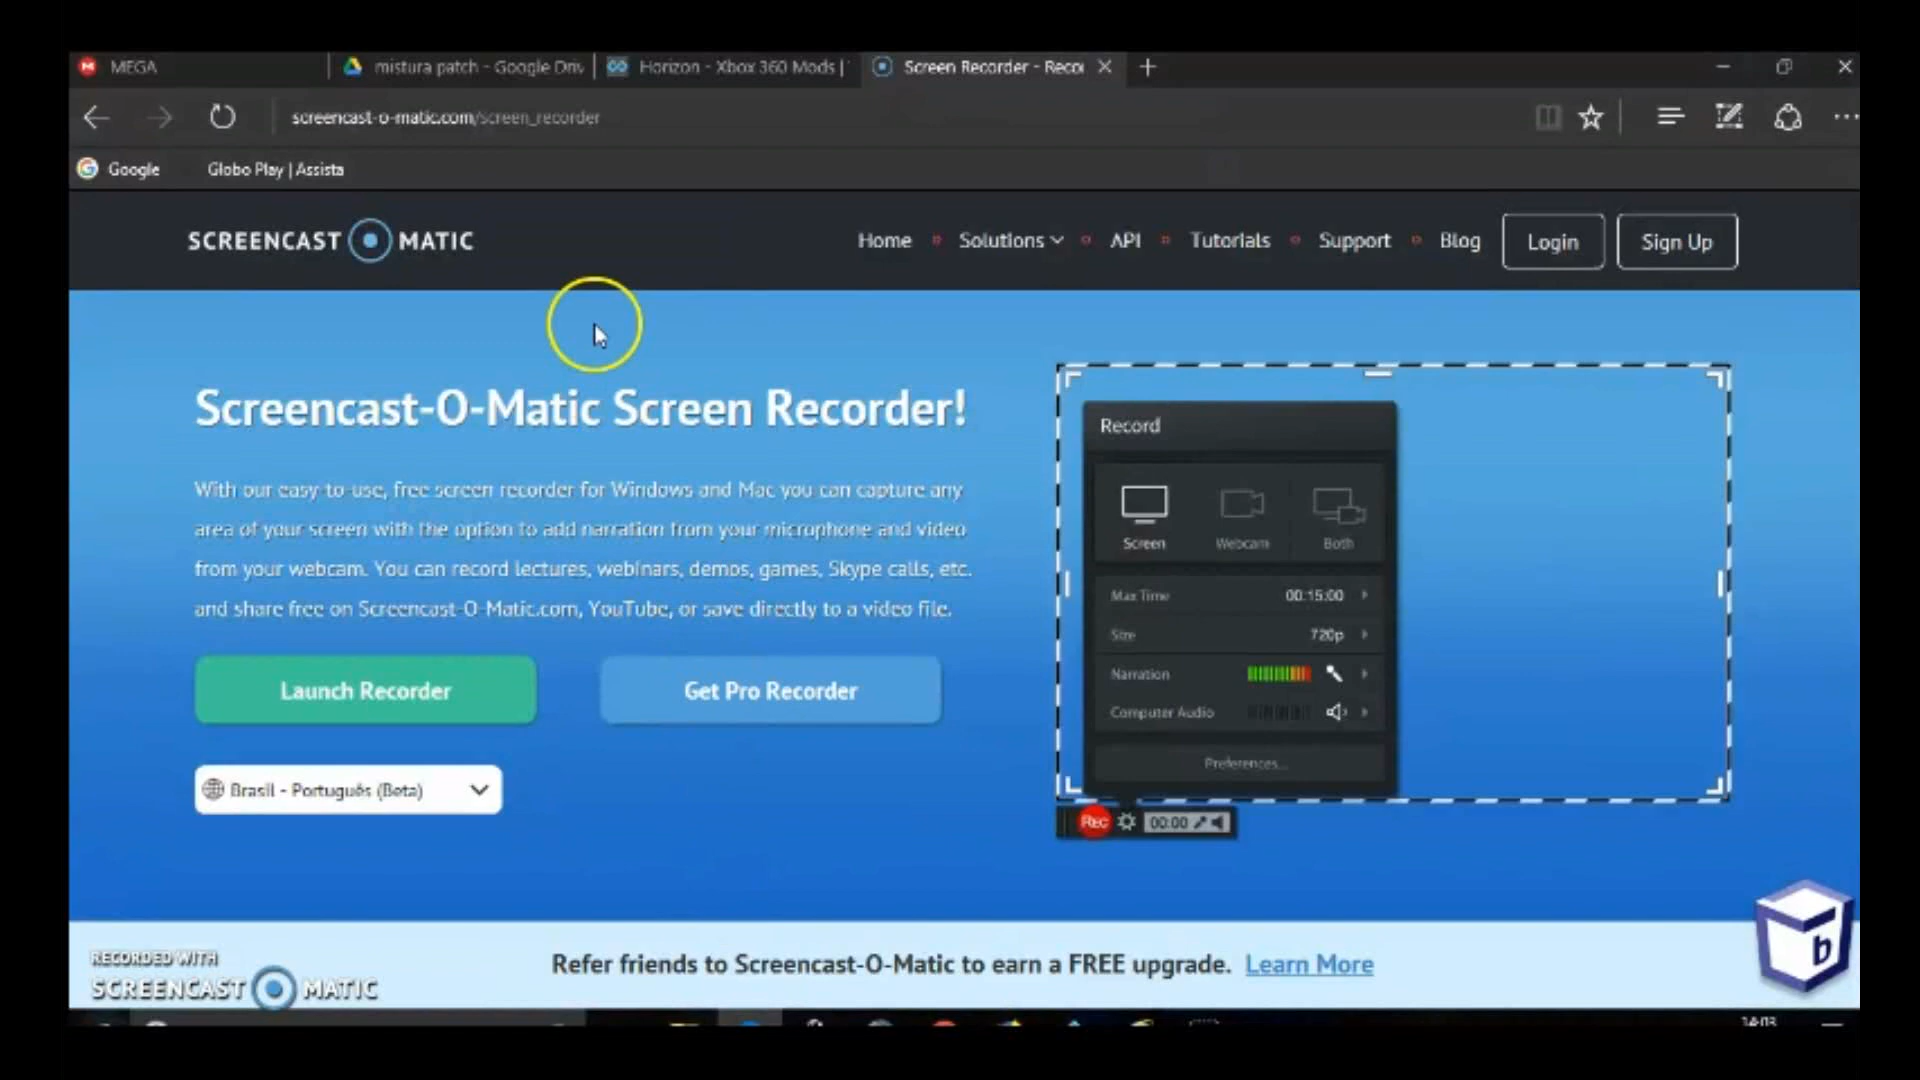 MEGA
mistura patch - Google Driv
Horizon - Xbox 360 Mods |
Screen Recorder - Reco
screencast-o-matic.com/screen_recorder
Google
Globo Play | Assista
SCREENCAST MATIC
Home
Solutions
API
Tutorials
Support
Blog
Login
Sign Up
Screencast-O-Matic Screen Recorder!
With our easy-to-use, free screen recorder for Windows and Mac you can capture any
area of your screen with the option to add narration from your microphone and video
from your webcam. You can record lectures, webinars, demos, games, Skype calls, etc.
and share free on Screencast-O-Matic.com, YouTube, or save directly to a video file.
Launch Recorder
Get Pro Recorder
Brasil - Português (Beta)
Record
Screen
Webcam
Both
Max Time 00:15:00
Size 720p
Narration
Computer Audio
Preferences...
REC
00:00
b
Refer friends to Screencast-O-Matic to earn a FREE upgrade. Learn More
RECORDED WITH
SCREENCAST MATIC
14:03